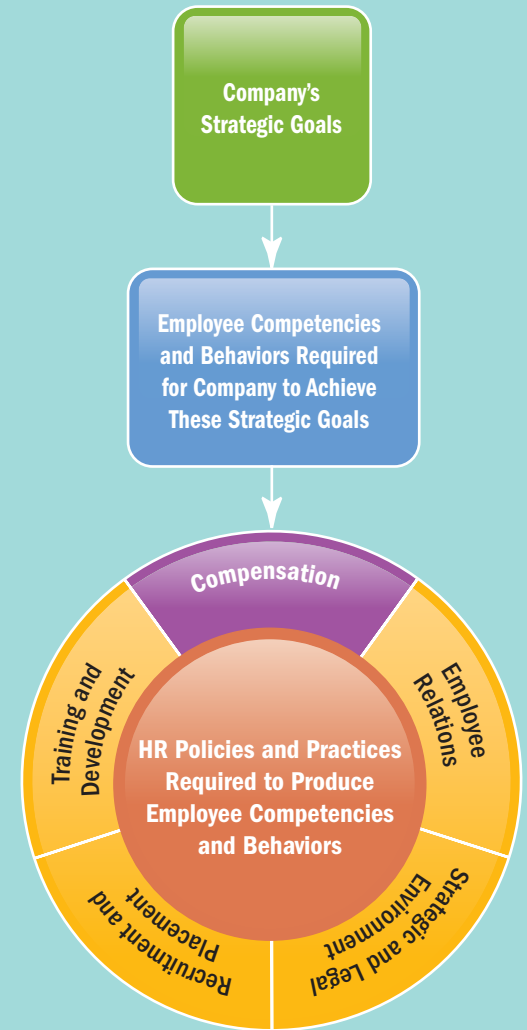 Company's
Strategic Goals
Employee Competencies
and Behaviors Required
for Company to Achieve
These Strategic Goals
Compensation
Employee
Relations
Strategic and Legal
Environment
Recruitment and
Placement
Training and
Development
HR Policies and Practices
Required to Produce
Employee Competencies
and Behaviors